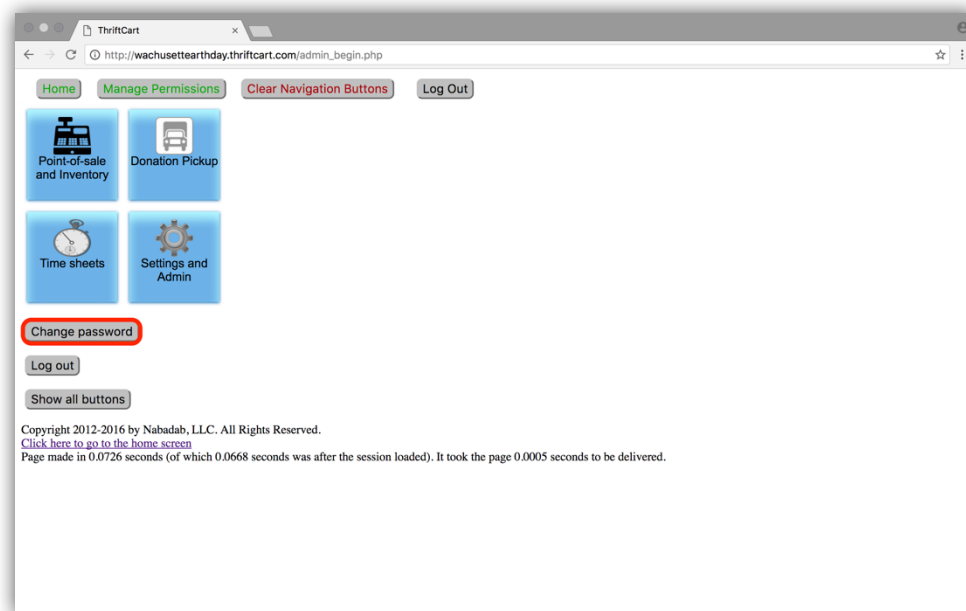 ThriftCart
http://wachusettearthday.thriftcart.com/admin_begin.php
Home Manage Permissions Clear Navigation Buttons Log Out
Point-of-sale
and Inventory
Donation Pickup
Time sheets
Settings and
Admin
Change password
Log out
Show all buttons
Copyright 2012-2016 by Nabadab, LLC. All Rights Reserved.
Click here to go to the home screen
Page made in 0.0726 seconds (of which 0.0668 seconds was after the session loaded). It took the page 0.0005 seconds to be delivered.